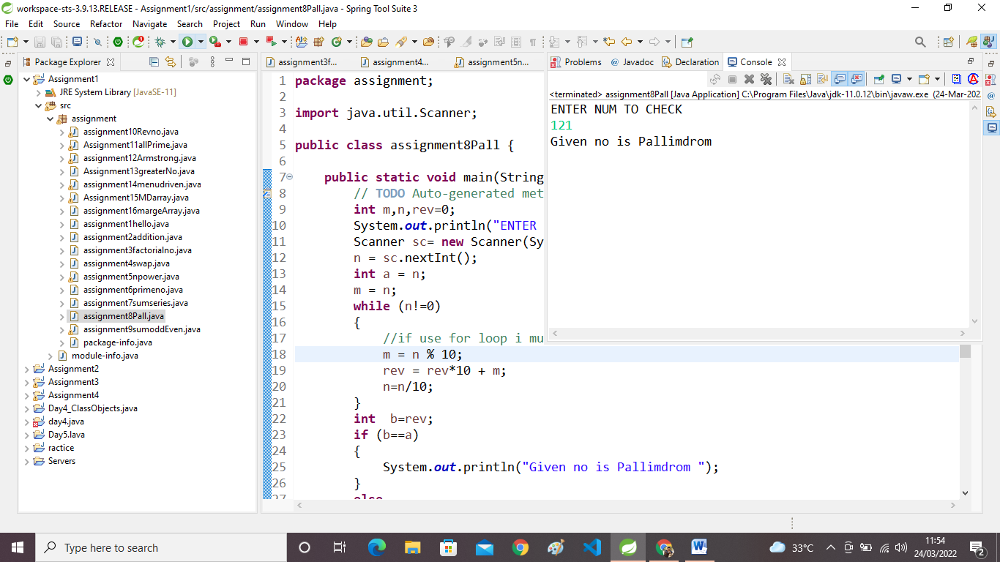 workspace-sts-3.9.13.RELEASE - Assignment1/src/assignment/assignment8Pall.java - Spring Tool Suite 3
File Edit Source Refactor Navigate Search Project Run Window Help
Package Explorer
Assignment1
JRE System Library [JavaSE-11]
src
assignment
assignment10Revno.java
Assignment11allPrime.java
assignment12Armstrong.java
Assignment13greaterNo.java
assignment14menudriven.java
Assignment15MDarray.java
assignment16margeArray.java
assignment1hello.java
assignment2addition.java
assignment3factorialno.java
assignment4swap.java
assignment5npower.java
assignment6primeno.java
assignment7sumseries.java
assignment8Pall.java
assignment9sumoddEven.java
package-info.java
module-info.java
Assignment2
Assignment3
Assignment4
Day4_ClassObjects.java
day4.java
Day5.lava
ractice
Servers
assignment3f... assignment4... assignment5n...
1 package assignment;
2
3 import java.util.Scanner;
4
5 public class assignment8Pall {
6
7 public static void main(String
8 // TODO Auto-generated met
9 int m,n,rev=0;
10 System.out.println("ENTER
11 Scanner sc= new Scanner(Sy
12 n = sc.nextInt();
13 int a = n;
14 m = n;
15 while (n!=0)
16 {
17 //if use for loop i mu
18 m = n % 10;
19 rev = rev*10 + m;
20 n=n/10;
21 }
22 int b=rev;
23 if (b==a)
24 {
25 System.out.println("Given no is Pallimdrom ");
26 }
27 else
Problems Javadoc Declaration Console
<terminated> assignment8Pall [Java Application] C:\Program Files\Java\jdk-11.0.12\bin\javaw.exe (24-Mar-202
ENTER NUM TO CHECK
121
Given no is Pallimdrom
Type here to search
33°C
11:54
24/03/2022
2